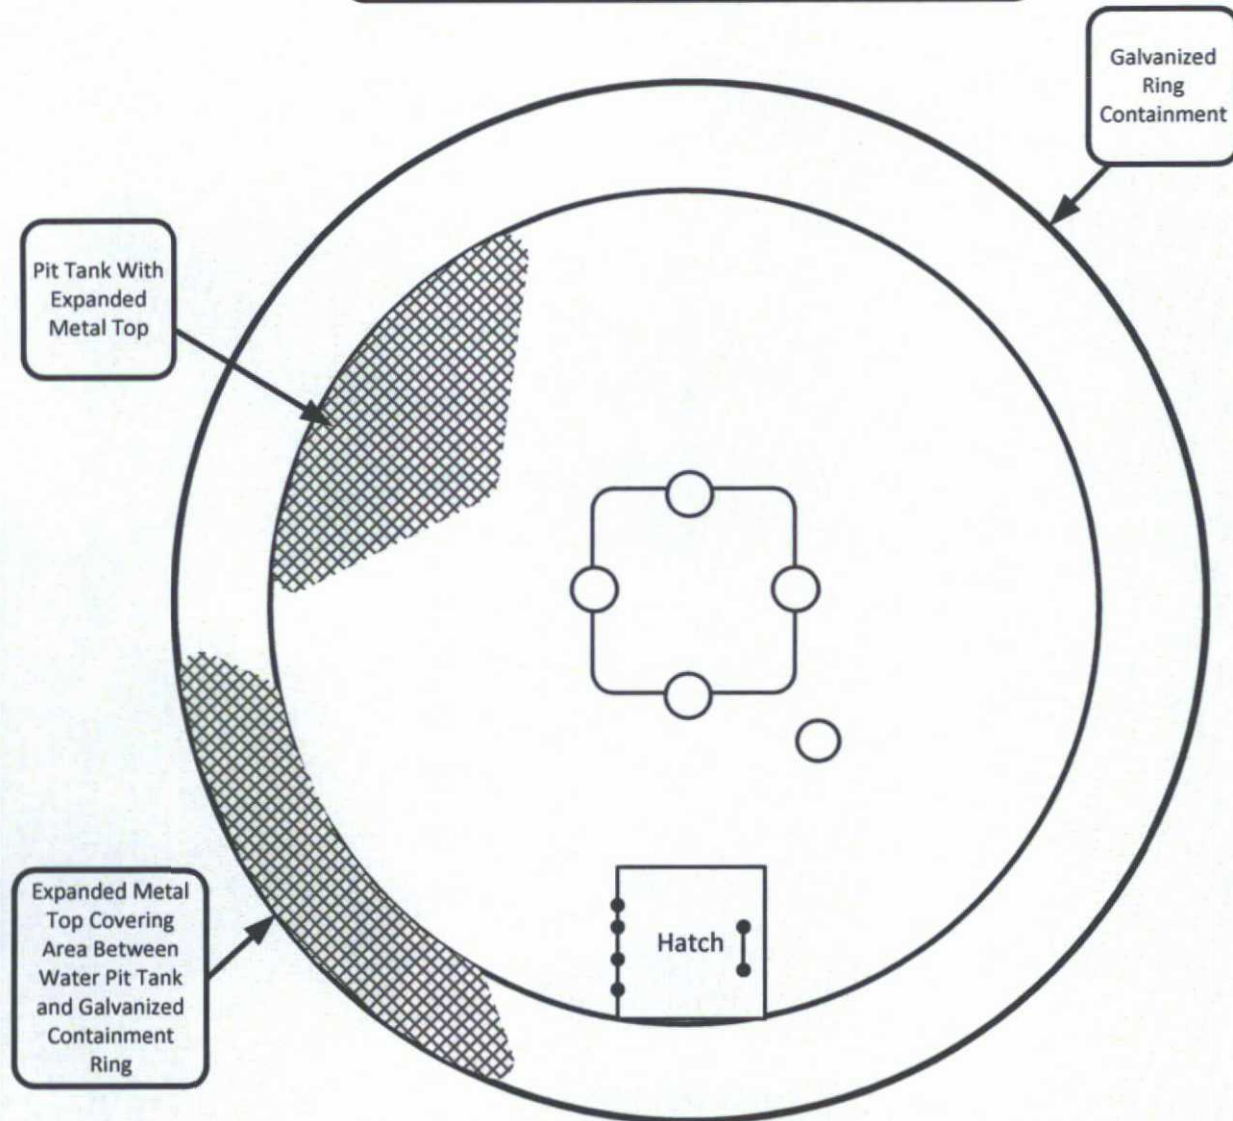 Galvanized
Ring
Containment
Pit Tank With
Expanded
Metal Top
Expanded Metal
Top Covering
Area Between
Water Pit Tank
and Galvanized
Containment
Ring
Hatch